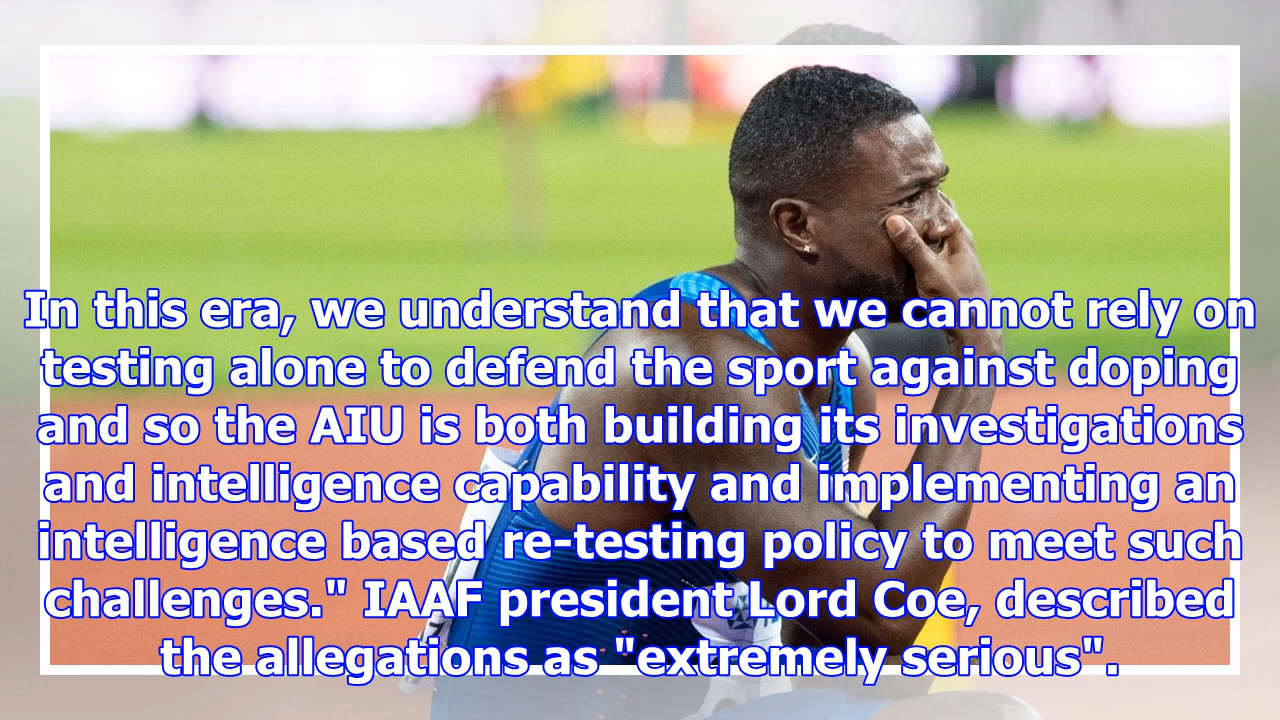 In this era, we understand that we cannot rely on
testing alone to defend the sport against doping
and so the AIU is both building its investigations
and intelligence capability and implementing an
intelligence based re-testing policy to meet such
challenges." IAAF president Lord Coe, described
the allegations as "extremely serious".